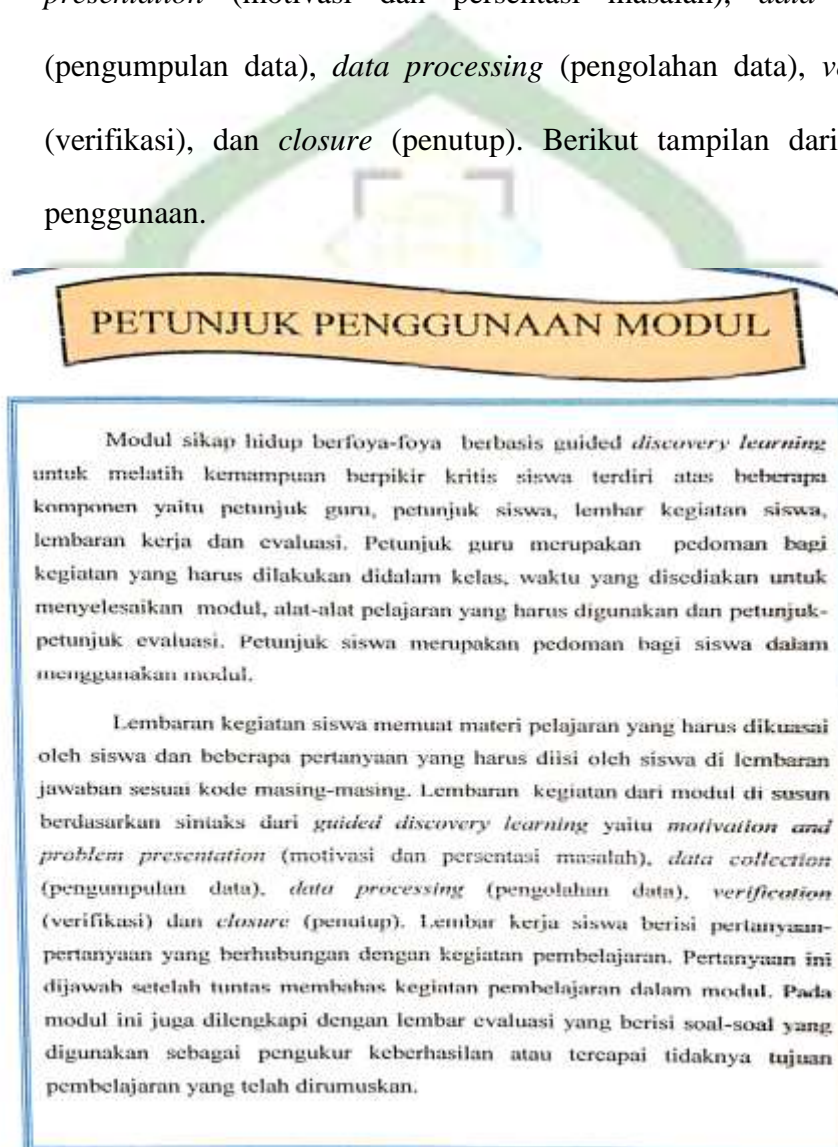 presentation (motivasi dan persentasi masalah), data
(pengumpulan data), data processing (pengolahan data),
(verifikasi), dan closure (penutup). Berikut tampilan dari
penggunaan.
PETUNJUK PENGGUNAAN MODUL
Modul sikap hidup berfoya-foya berbasis guided discovery learning
untuk melatih kemampuan berpikir kritis siswa terdiri atas beberapa
komponen yaitu petunjuk guru, petunjuk siswa, lembar kegiatan siswa,
lembaran kerja dan evaluasi. Petunjuk guru merupakan pedoman bagi
kegiatan yang harus dilakukan didalam kelas, waktu yang disediakan untuk
menyelesaikan modul, alat-alat pelajaran yang harus digunakan dan petunjuk-
petunjuk evaluasi. Petunjuk siswa merupakan pedoman bagi siswa dalam
menggunakan modul.
Lembaran kegiatan siswa memuat materi pelajaran yang harus dikuasai
oleh siswa dan beberapa pertanyaan yang harus diisi oleh siswa di lembaran
jawaban sesuai kode masing-masing. Lembaran kegiatan dari modul di susun
berdasarkan sintaks dari guided discovery learning yaitu motivation and
problem presentation (motivasi dan persentasi masalah), data collection
(pengumpulan data), data processing (pengolahan data), verification
(verifikasi) dan closure (penutup). Lembar kerja siswa berisi pertanyaan-
pertanyaan yang berhubungan dengan kegiatan pembelajaran. Pertanyaan ini
dijawab setelah tuntas membahas kegiatan pembelajaran dalam modul. Pada
modul ini juga dilengkapi dengan lembar evaluasi yang berisi soal-soal yang
digunakan sebagai pengukur keberhasilan atau tercapai tidaknya tujuan
pembelajaran yang telah dirumuskan.